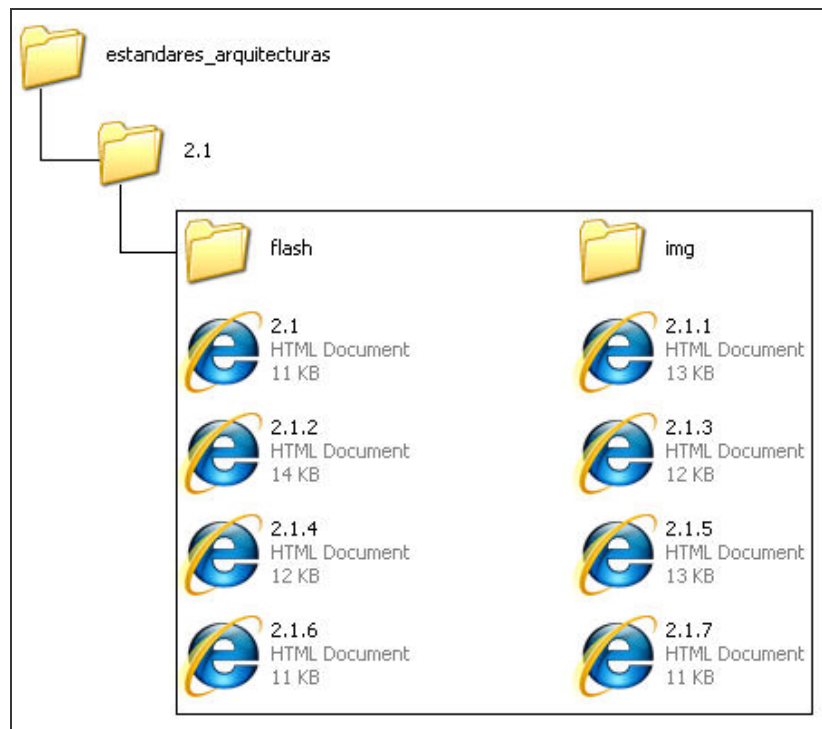 estandares_arquitecturas
2.1
flash
img
2.1
HTML Document
11 KB
2.1.1
HTML Document
13 KB
2.1.2
HTML Document
14 KB
2.1.3
HTML Document
12 KB
2.1.4
HTML Document
12 KB
2.1.5
HTML Document
13 KB
2.1.6
HTML Document
11 KB
2.1.7
HTML Document
11 KB